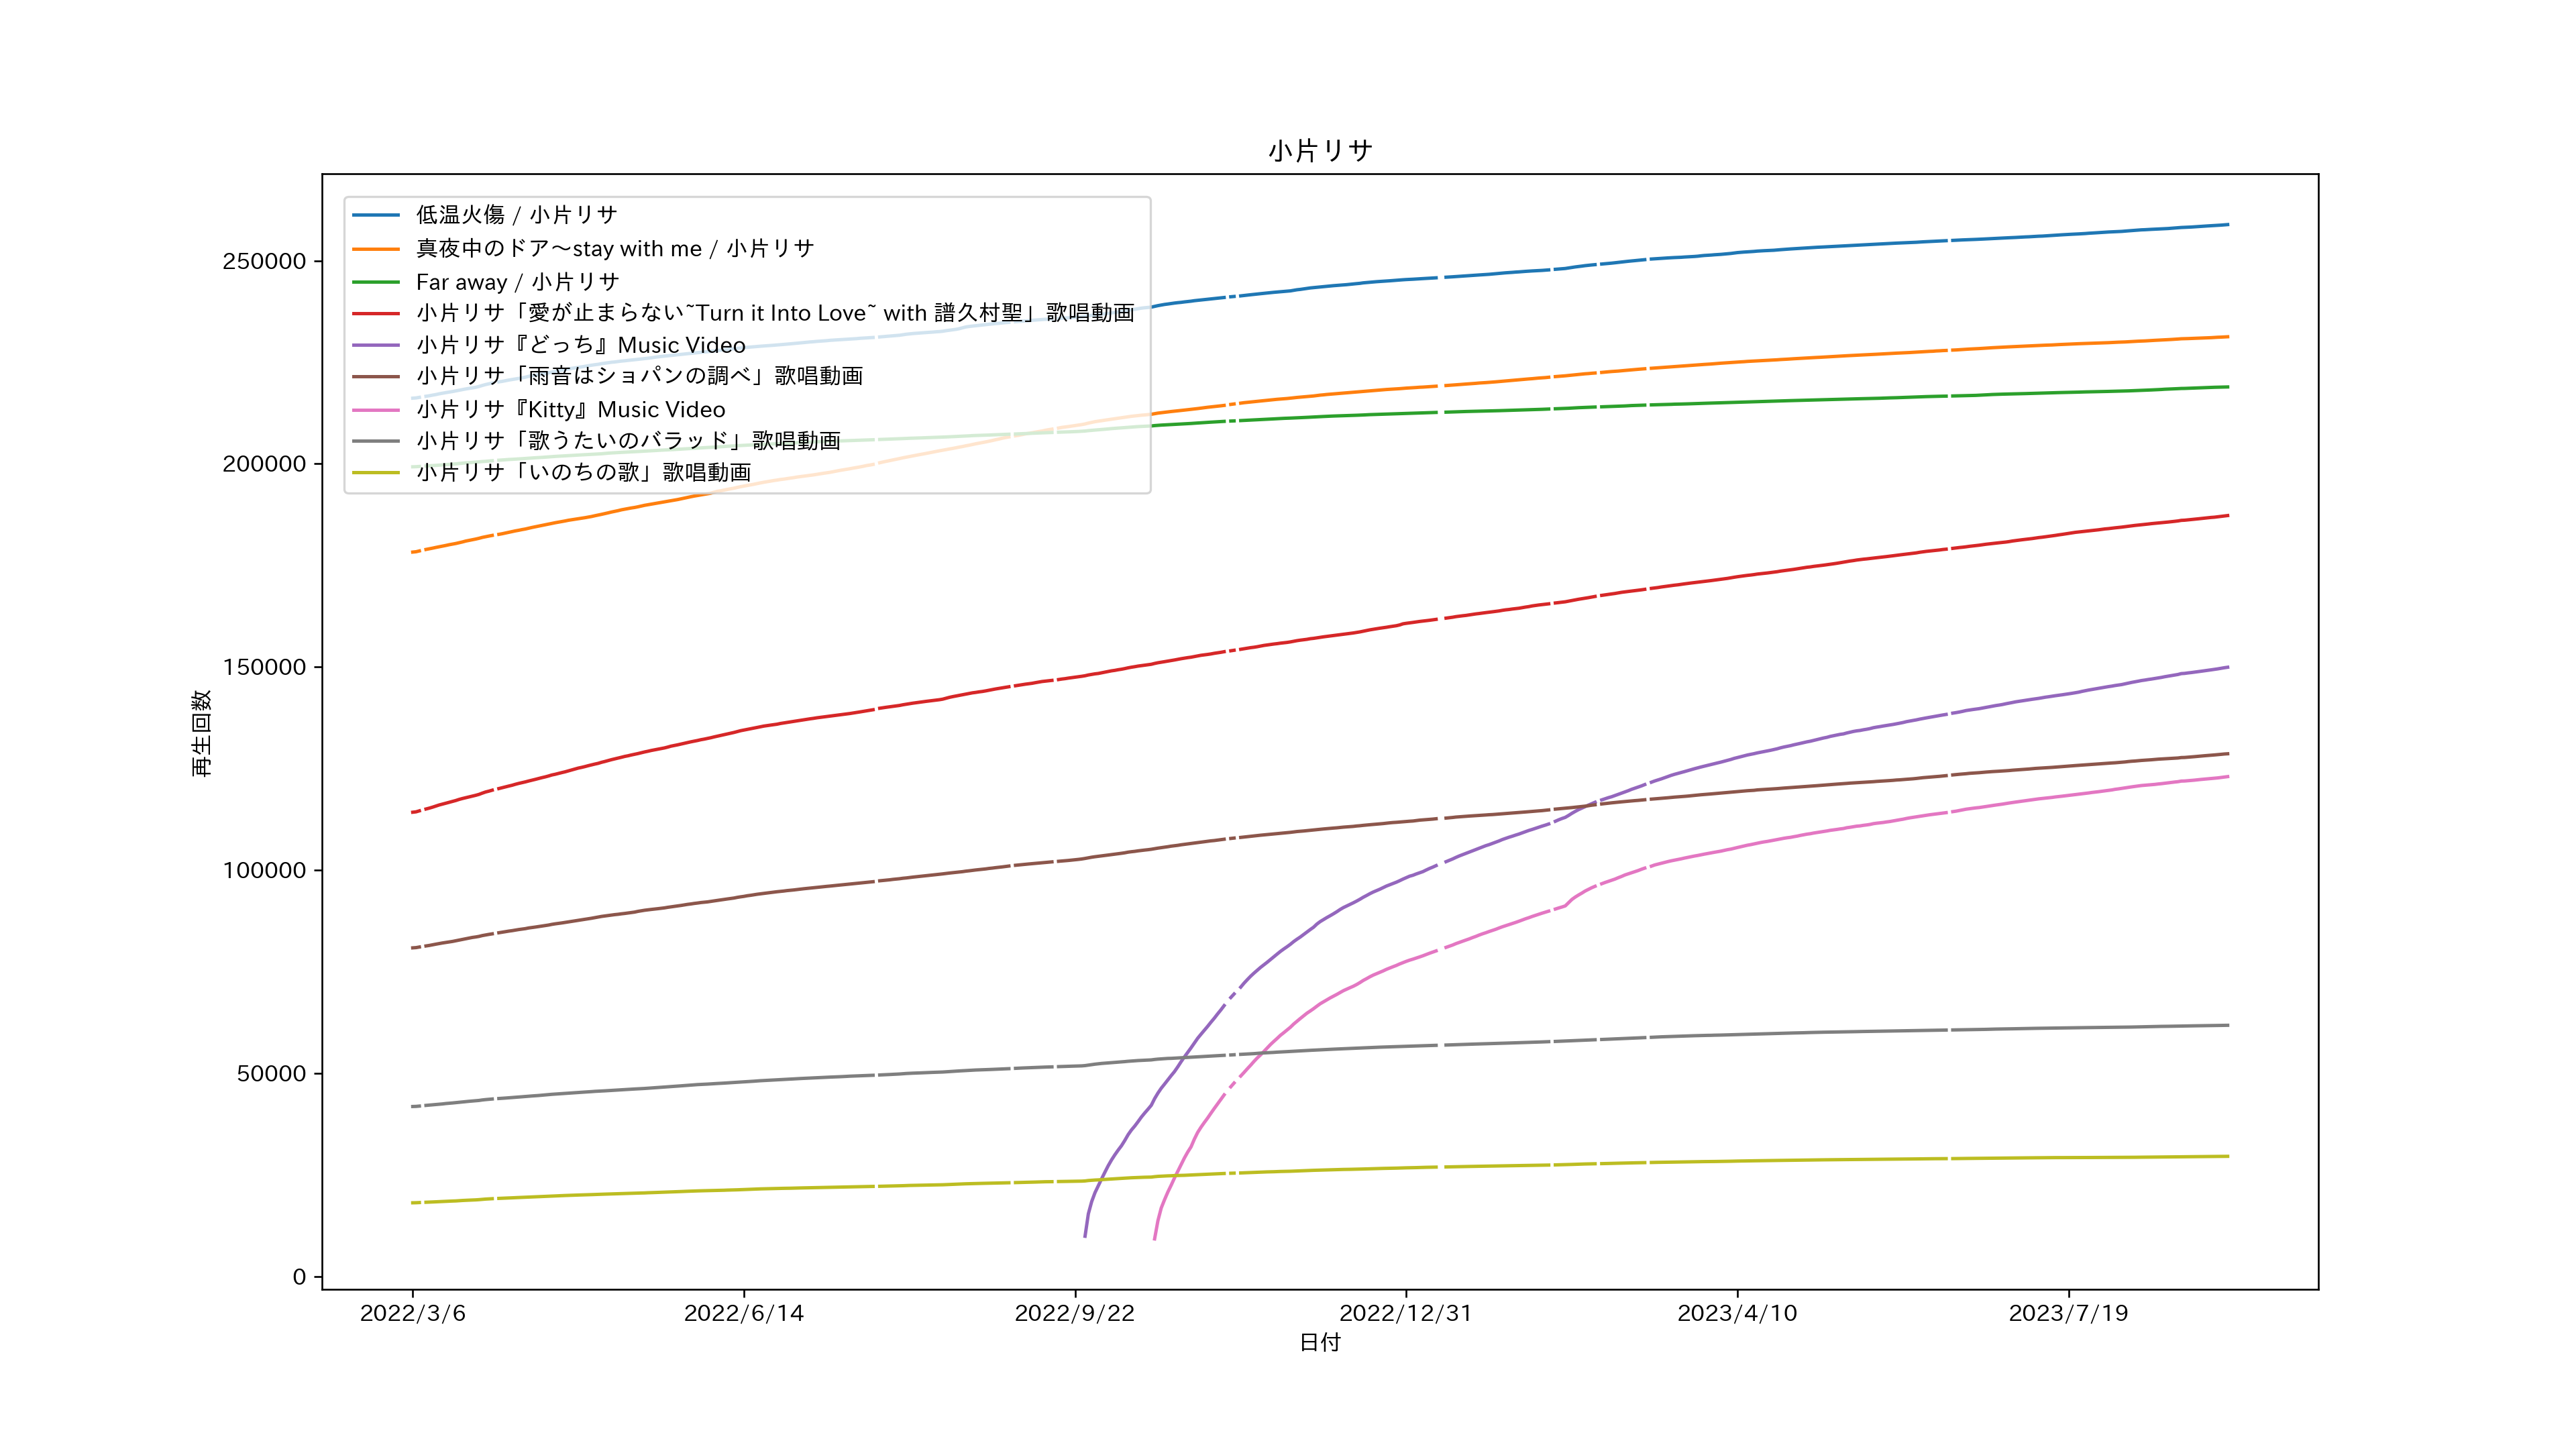 小片リサ
低温火傷 / 小片リサ
真夜中のドア〜stay with me / 小片リサ
Far away / 小片リサ
小片リサ「愛が止まらない~Turn it Into Love~ with 譜久村聖」歌唱動画
小片リサ『どっち』Music Video
小片リサ「雨音はショパンの調べ」歌唱動画
小片リサ『Kitty』Music Video
小片リサ「歌うたいのバラッド」歌唱動画
小片リサ「いのちの歌」歌唱動画
250000
200000
150000
100000
50000
0
再生回数
2022/3/6 2022/6/14 2022/9/22 2022/12/31 2023/4/10 2023/7/19
日付